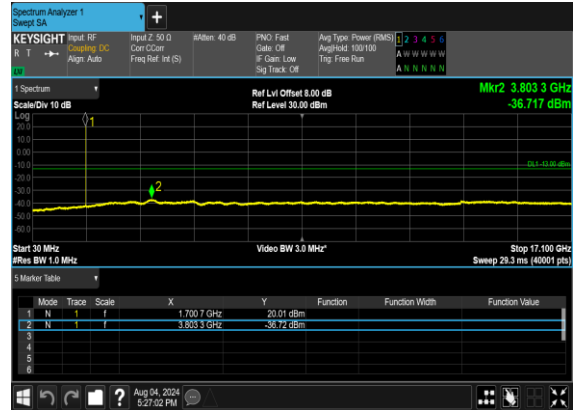 Spectrum Analyzer 1
Swept SA
+
KEYSIGHT
R T
LM
Input: RF
Coupling: DC
Align: Auto
Input Z: 50 Ω
Corr CCorr
Freq Ref: Int (S)
#Atten: 40 dB
PNO: Fast
Gate: Off
IF Gain: Low
Sig Track: Off
Avg Type: Power (RMS)
Avg|Hold: 100/100
Trig: Free Run
1 2 3 4 5 6
A W W W W W
A N N N N N
1 Spectrum
Scale/Div 10 dB
Ref Lvl Offset 8.00 dB
Ref Level 30.00 dBm
Mkr2 3.803 3 GHz
-36.717 dBm
Log
20.0
10.0
0.00
-10.0
-20.0
-30.0
-40.0
-50.0
-60.0
1
2
DL1 -13.00 dBm
Start 30 MHz
#Res BW 1.0 MHz
Video BW 3.0 MHz*
Stop 17.100 GHz
Sweep 29.3 ms (40001 pts)
5 Marker Table
Mode Trace Scale X Y Function Function Width Function Value
1 N 1 f 1.700 7 GHz 20.01 dBm
2 N 1 f 3.803 3 GHz -36.72 dBm
3
4
5
6
?
Aug 04, 2024
5:27:02 PM